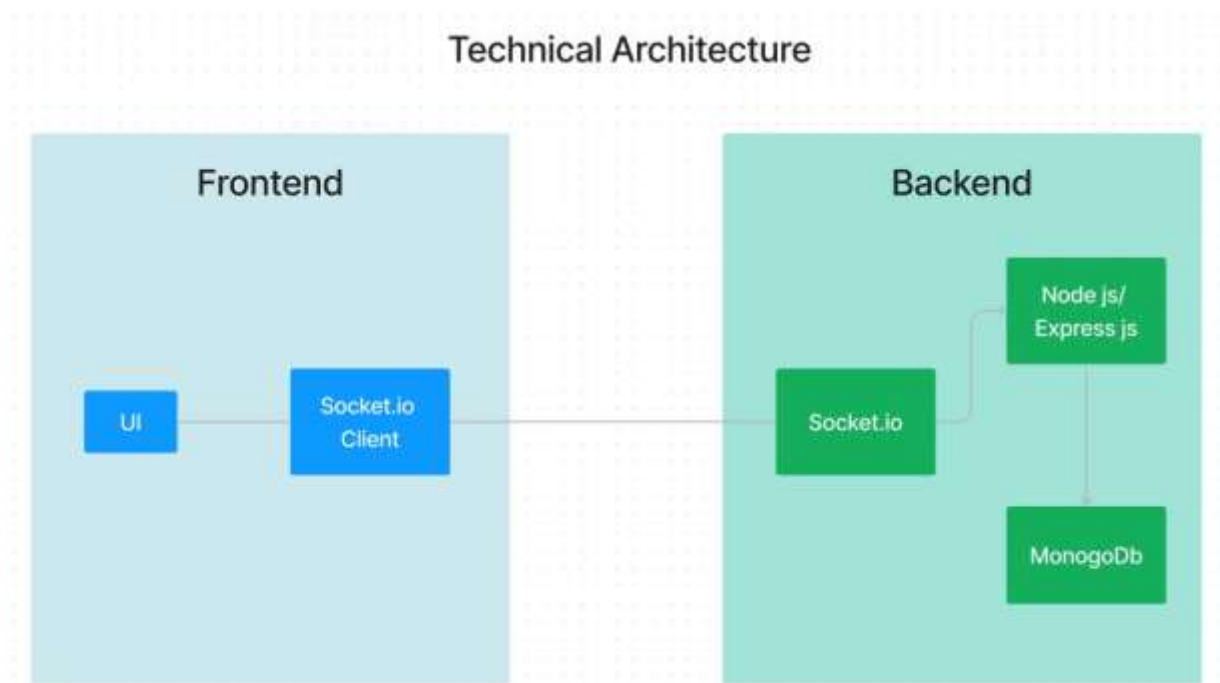 Technical Architecture
Frontend
Backend
UI
Socket.io
Client
Socket.io
Node js/
Express js
MonogoDb